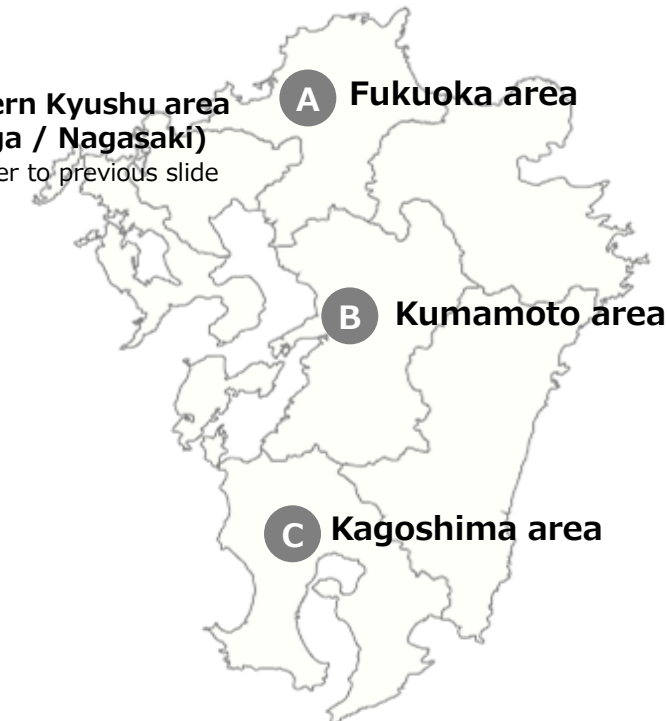 ern Kyushu area
ga / Nagasaki)
er to previous slide
A Fukuoka area
B Kumamoto area
C Kagoshima area